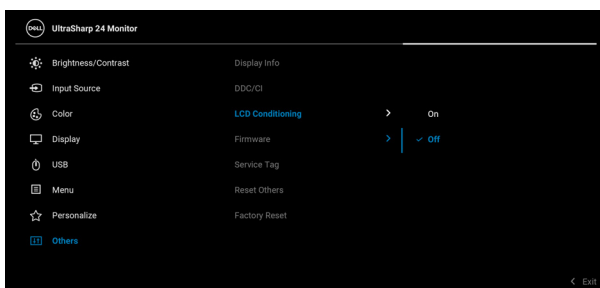 DELL
UltraSharp 24 Monitor
Brightness/Contrast
Input Source
Color
Display
USB
Menu
Personalize
Others
Display Info
DDC/CI
LCD Conditioning
Firmware
Service Tag
Reset Others
Factory Reset
On
Off
Exit